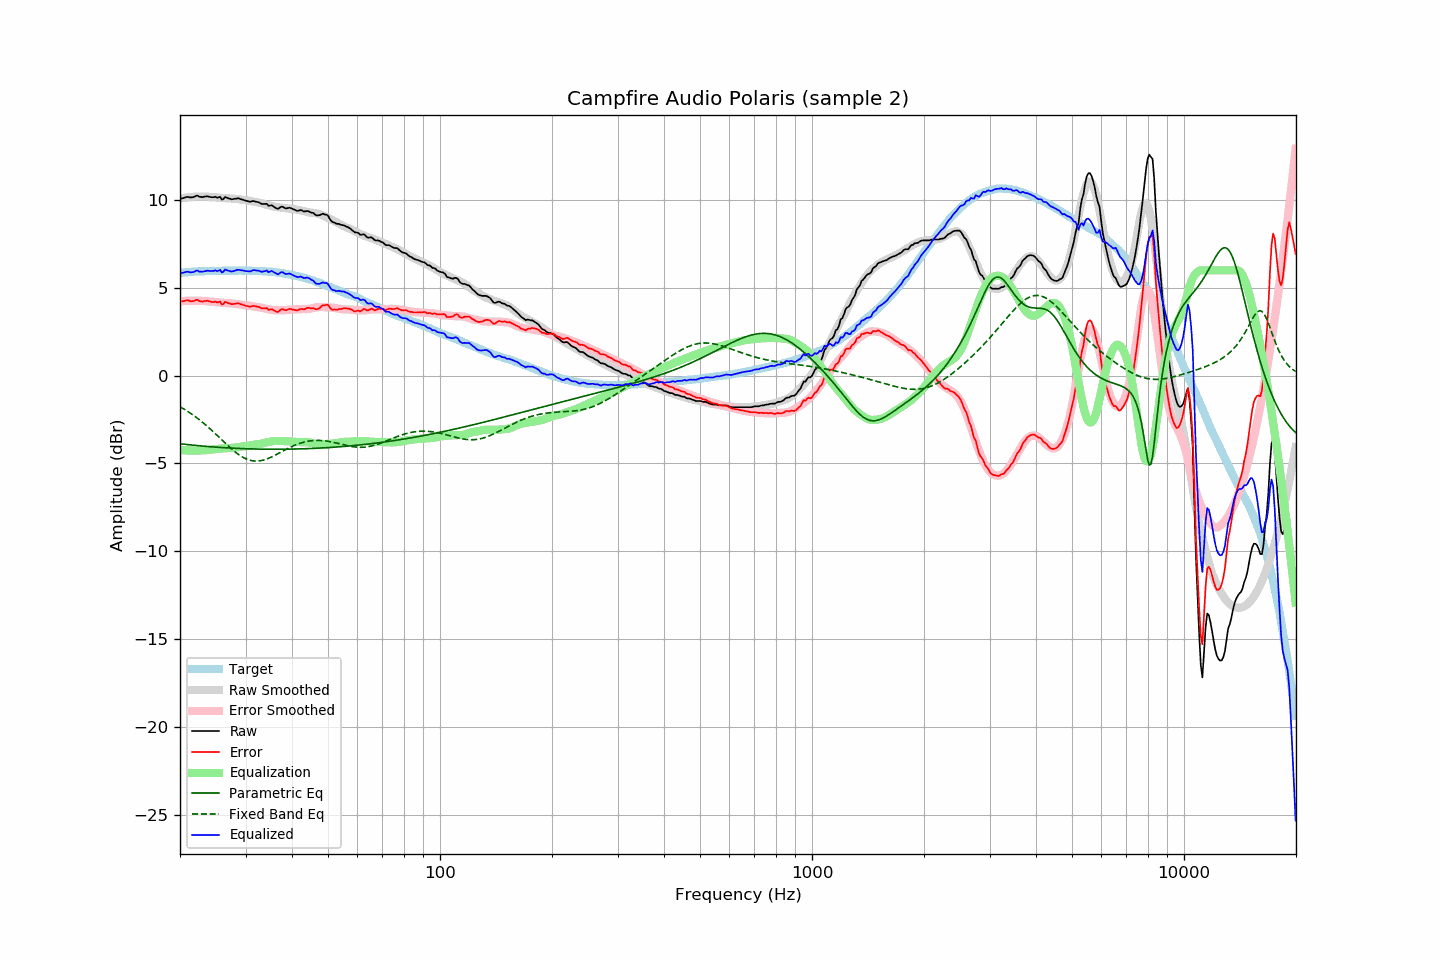 Campfire Audio Polaris (sample 2)
10
5
0
−5
−10
−15
−20
−25
Amplitude (dBr)
Target
Raw Smoothed
Error Smoothed
Raw
Error
Equalization
Parametric Eq
Fixed Band Eq
Equalized
100
1000
10000
Frequency (Hz)